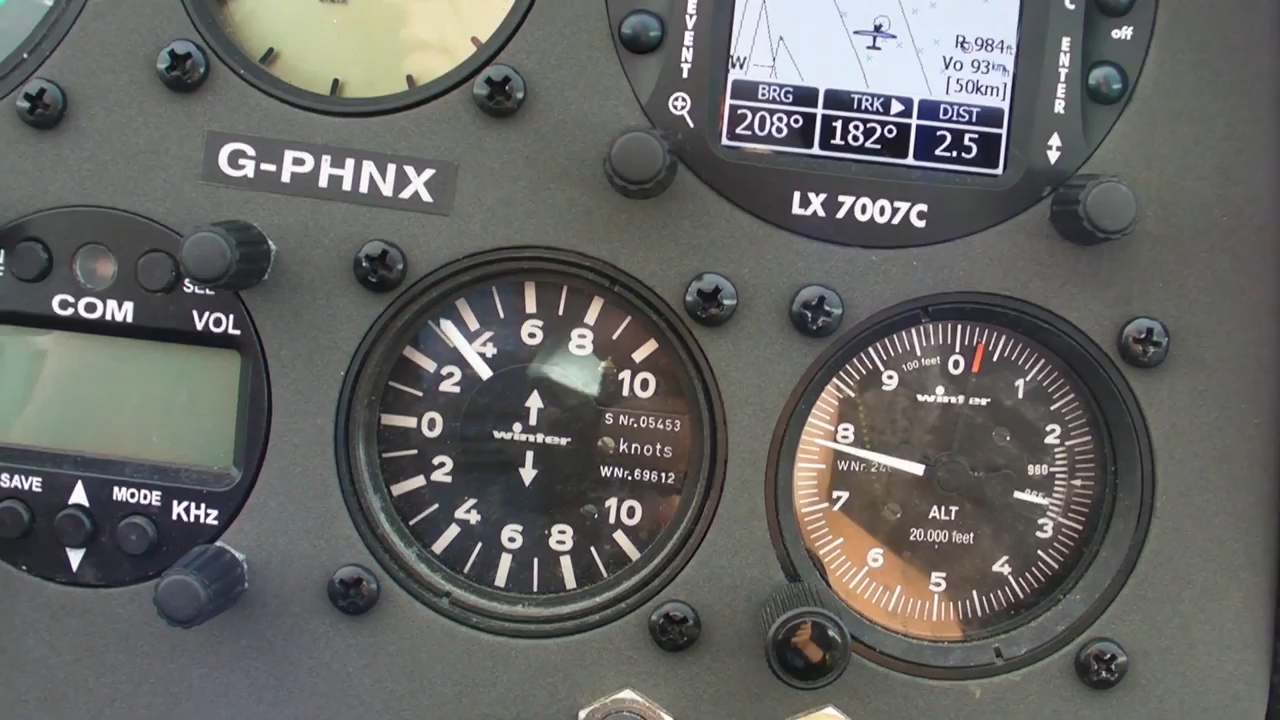 EVENT
ENTER
off
W
984ft
Vo 93km/h
[50km]
BRG TRK DIST
208° 182° 2.5
LX 7007C
G-PHNX
SEL
COM
VOL
SAVE
MODE
KHz
4 6 8 10
2
0
2
4 6 8 10
winter
S Nr.05453
knots
WNr.69612
100 feet
0
1
2
3
4
5
6
7
8
9
winter
960
WNr.24
ALT
20.000 feet